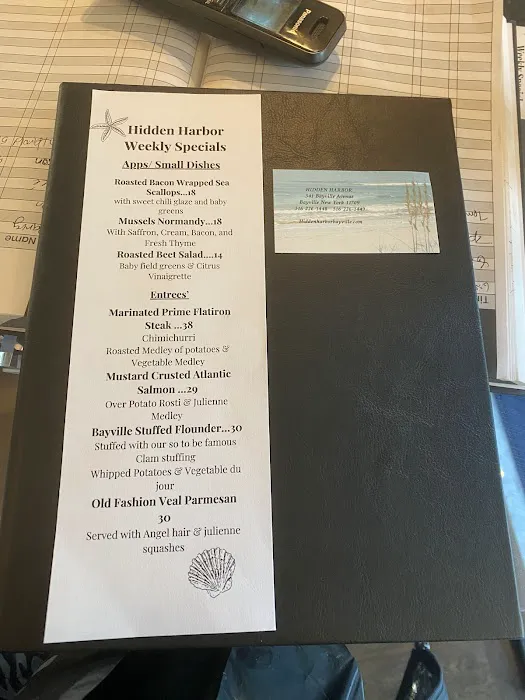 Panasonic
Hidden Harbor
Weekly Specials
Apps/ Small Dishes
Roasted Bacon Wrapped Sea
Scallops...18
with sweet chili glaze and baby
greens
Mussels Normandy...18
With Saffron, Cream, Bacon, and
Fresh Thyme
Roasted Beet Salad....14
Baby field greens & Citrus
Vinaigrette
Entrees'
Marinated Prime Flatiron
Steak ...38
Chimichurri
Roasted Medley of potatoes &
Vegetable Medley
Mustard Crusted Atlantic
Salmon ...29
Over Potato Rosti & Julienne
Medley
Bayville Stuffed Flounder...30
Stuffed with our so to be famous
Clam stuffing
Whipped Potatoes & Vegetable du
jour
Old Fashion Veal Parmesan
30
Served with Angel hair & julienne
squashes
HIDDEN HARBOR
Bayville Avenue
Bayville New York 11709
Hiddenharborbayville.com
Name